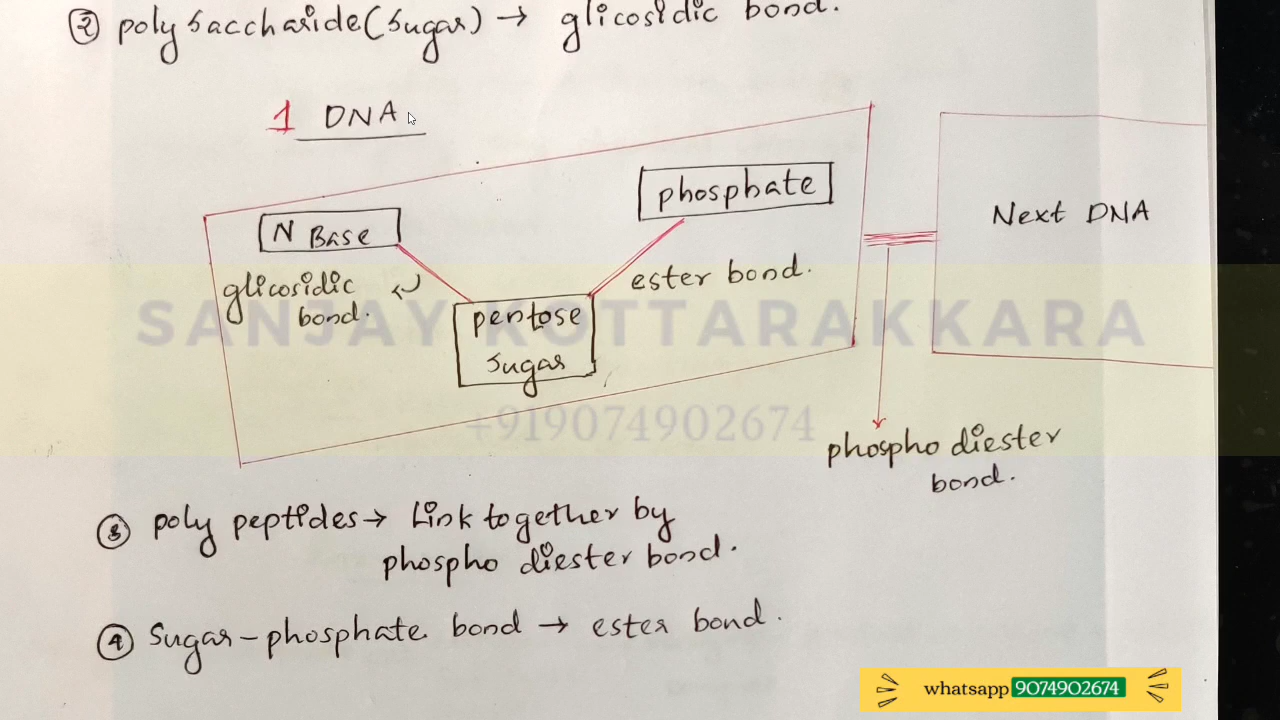 ② poly saccharide(sugar) → glicosidic bond.
1 DNA.
N Base
phosphate
Next DNA
glicosidic
bond.
ester bond.
pentose
sugar
SANJAY KOTTARAKKARA
+919074902674
phospho diester
bond.
③ poly peptides → Link together by
phospho diester bond.
④ Sugar-phosphate bond → ester bond.
whatsapp 9074902674